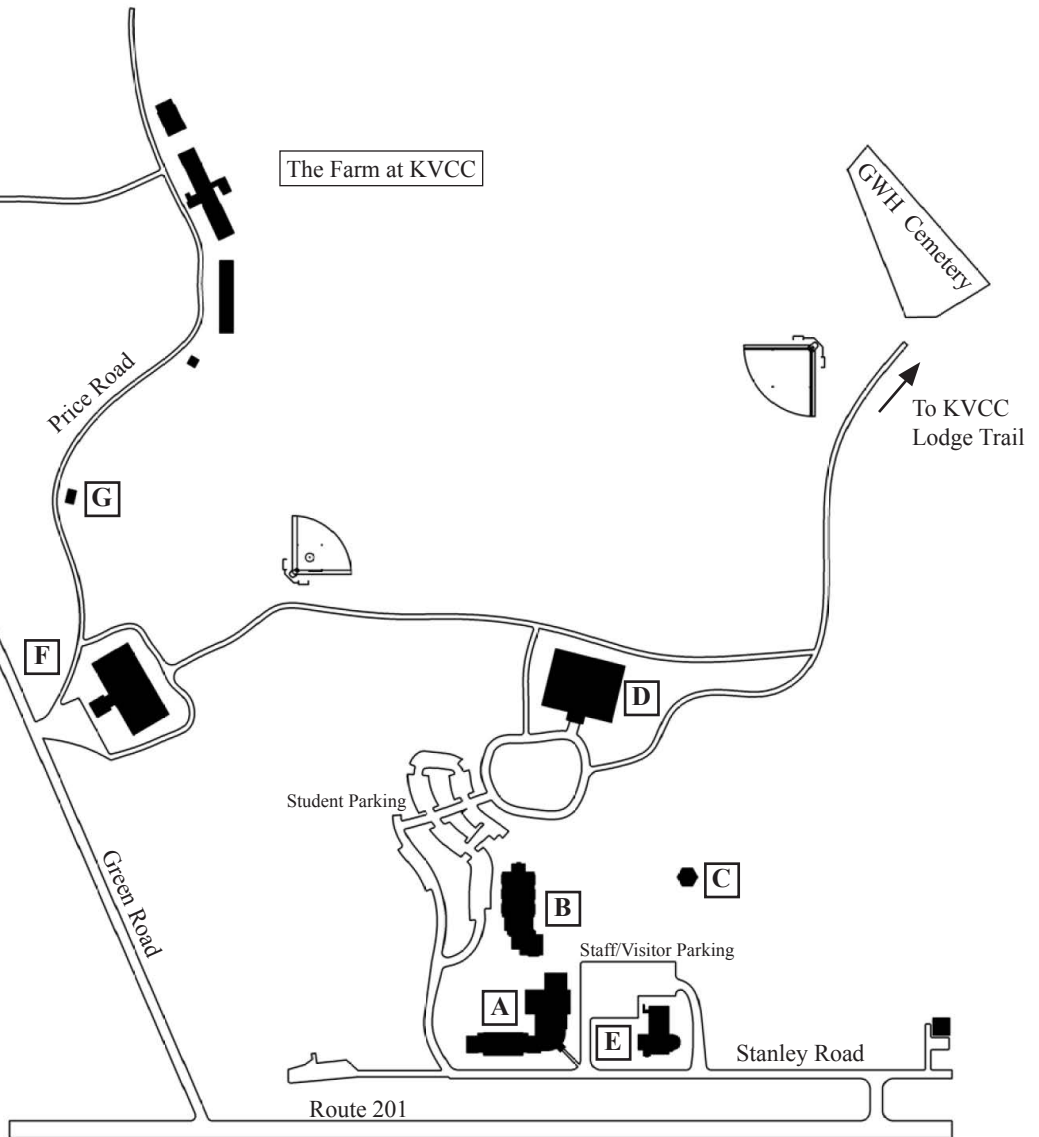 The Farm at KVCC
GWH Cemetery
Price Road
To KVCC
Lodge Trail
G
F
D
Student Parking
Green Road
C
B
Staff/Visitor Parking
A
E
Stanley Road
Route 201